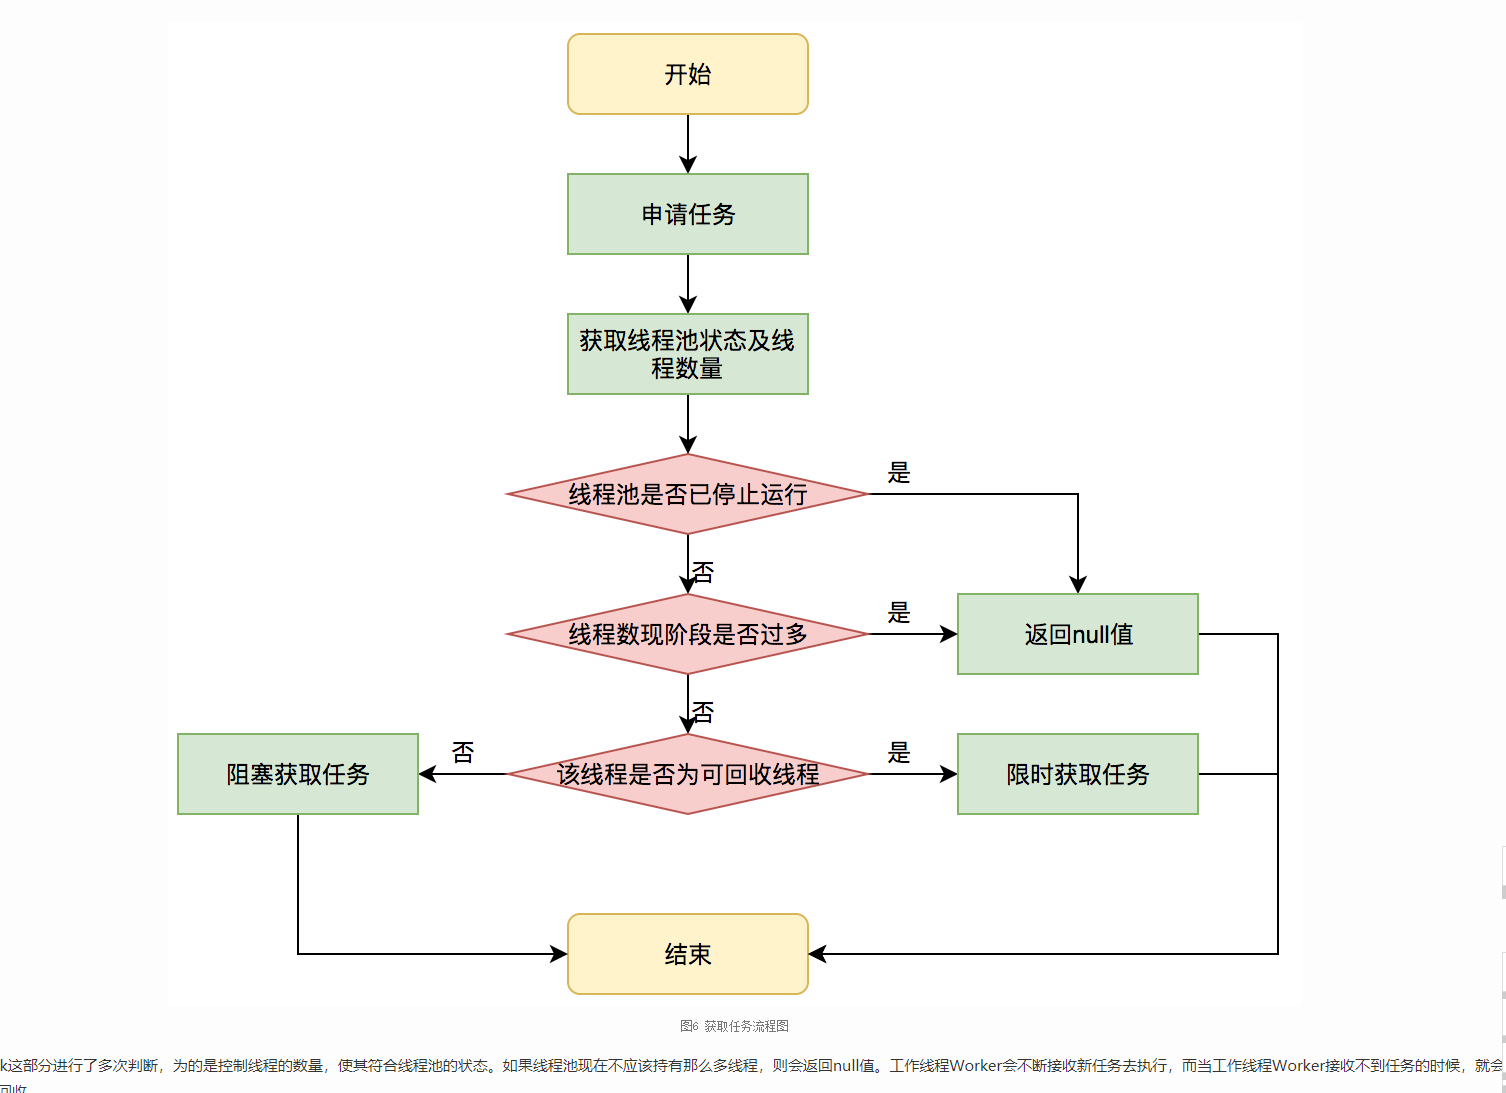 开始
申请任务
获取线程池状态及线
程数量
线程池是否已停止运行
是
否
线程数现阶段是否过多
是
返回null值
否
阻塞获取任务
否
该线程是否为可回收线程
是
限时获取任务
结束
图6 获取任务流程图
k这部分进行了多次判断，为的是控制线程的数量，使其符合线程池的状态。如果线程池现在不应该持有那么多线程，则会返回null值。工作线程Worker会不断接收新任务去执行，而当工作线程Worker接收不到任务的时候，就会
回收